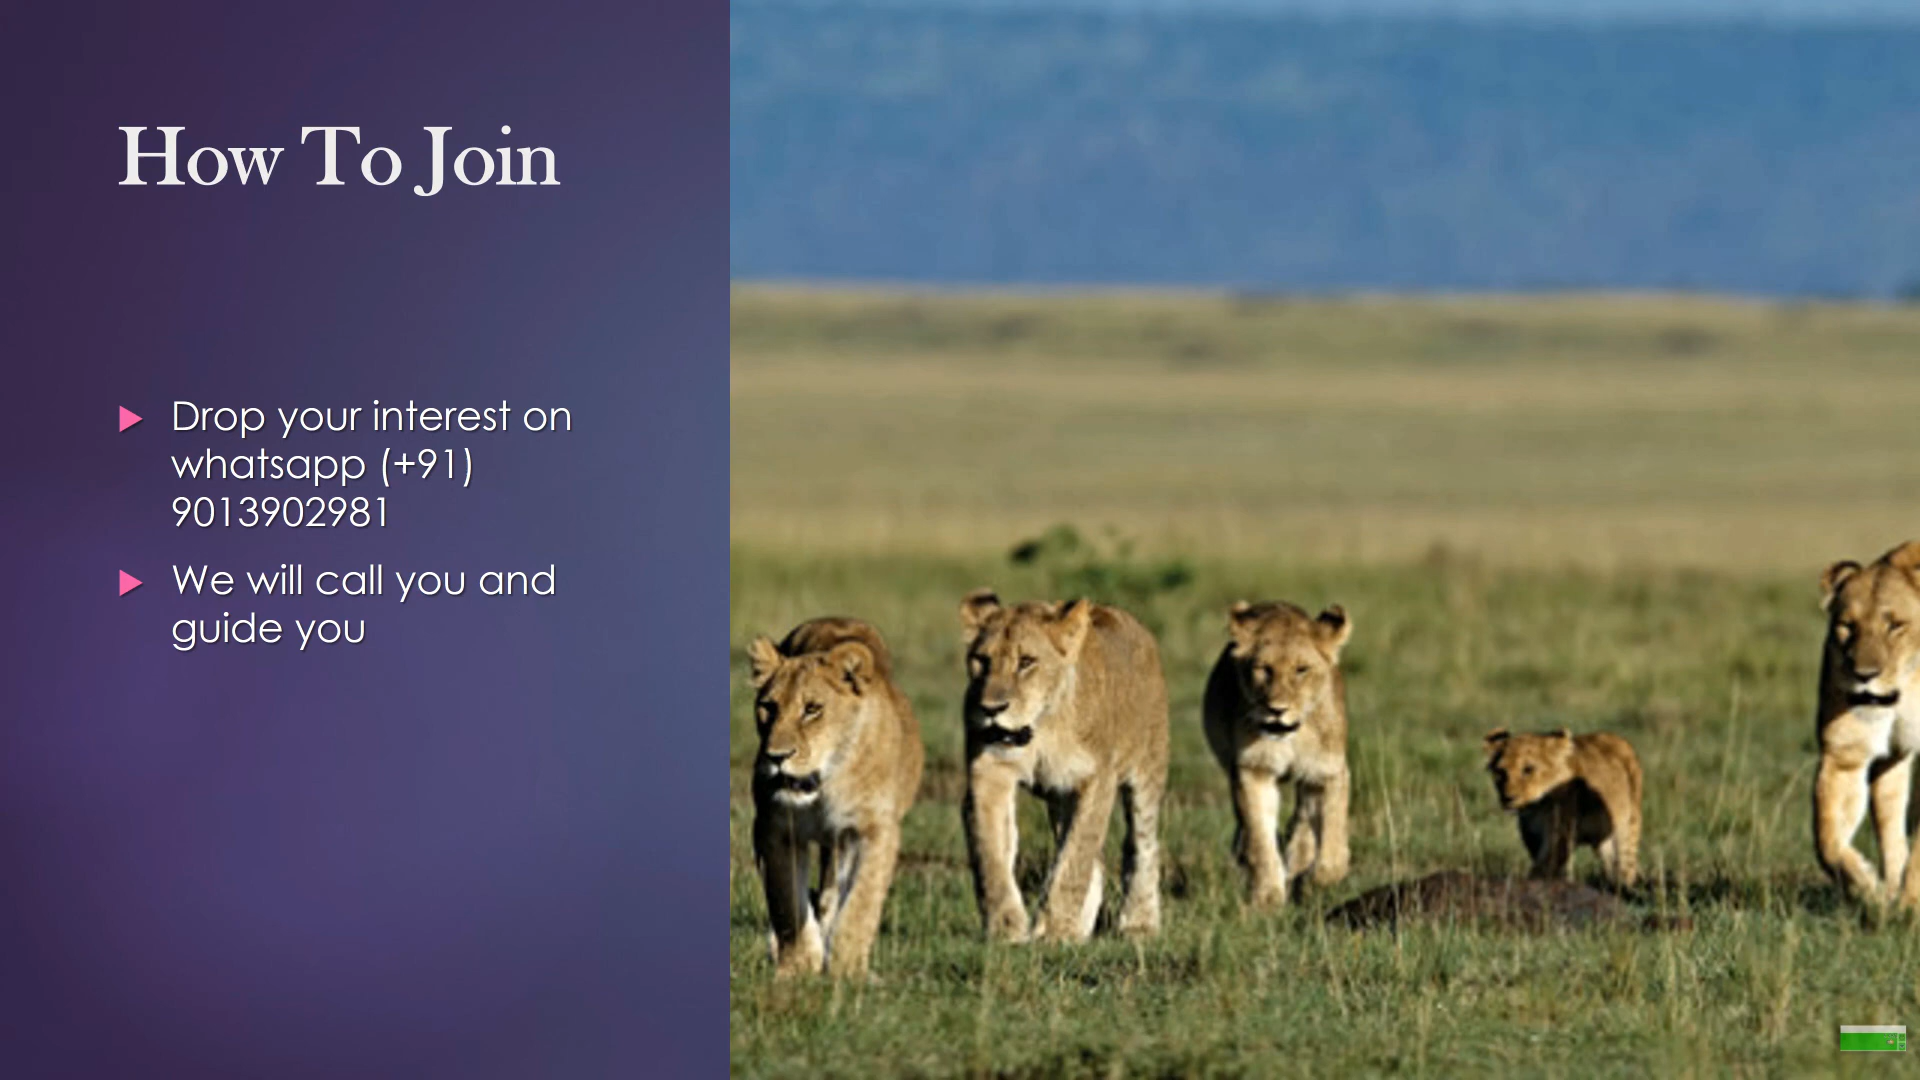 How To Join
Drop your interest on
whatsapp (+91)
9013902981
We will call you and
guide you